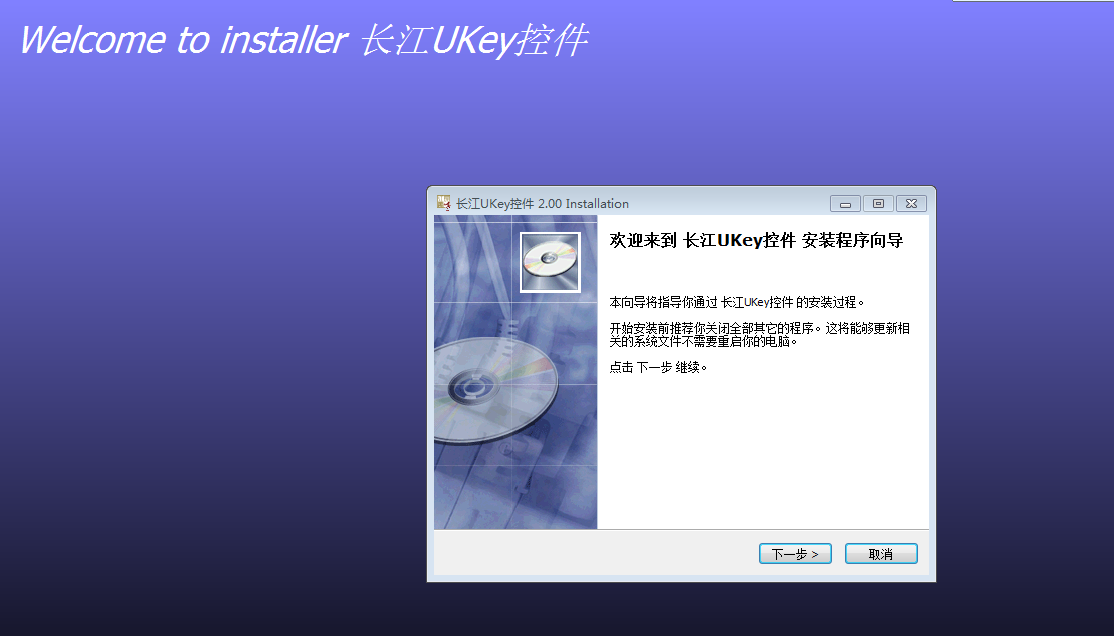 Welcome to installer 长江UKey控件
长江UKey控件 2.00 Installation
欢迎来到 长江UKey控件 安装程序向导
本向导将指导你通过 长江UKey控件 的安装过程。
开始安装前推荐你关闭全部其它的程序。这将能够更新相
关的系统文件不需要重启你的电脑。
点击 下一步 继续。
下一步 >
取消